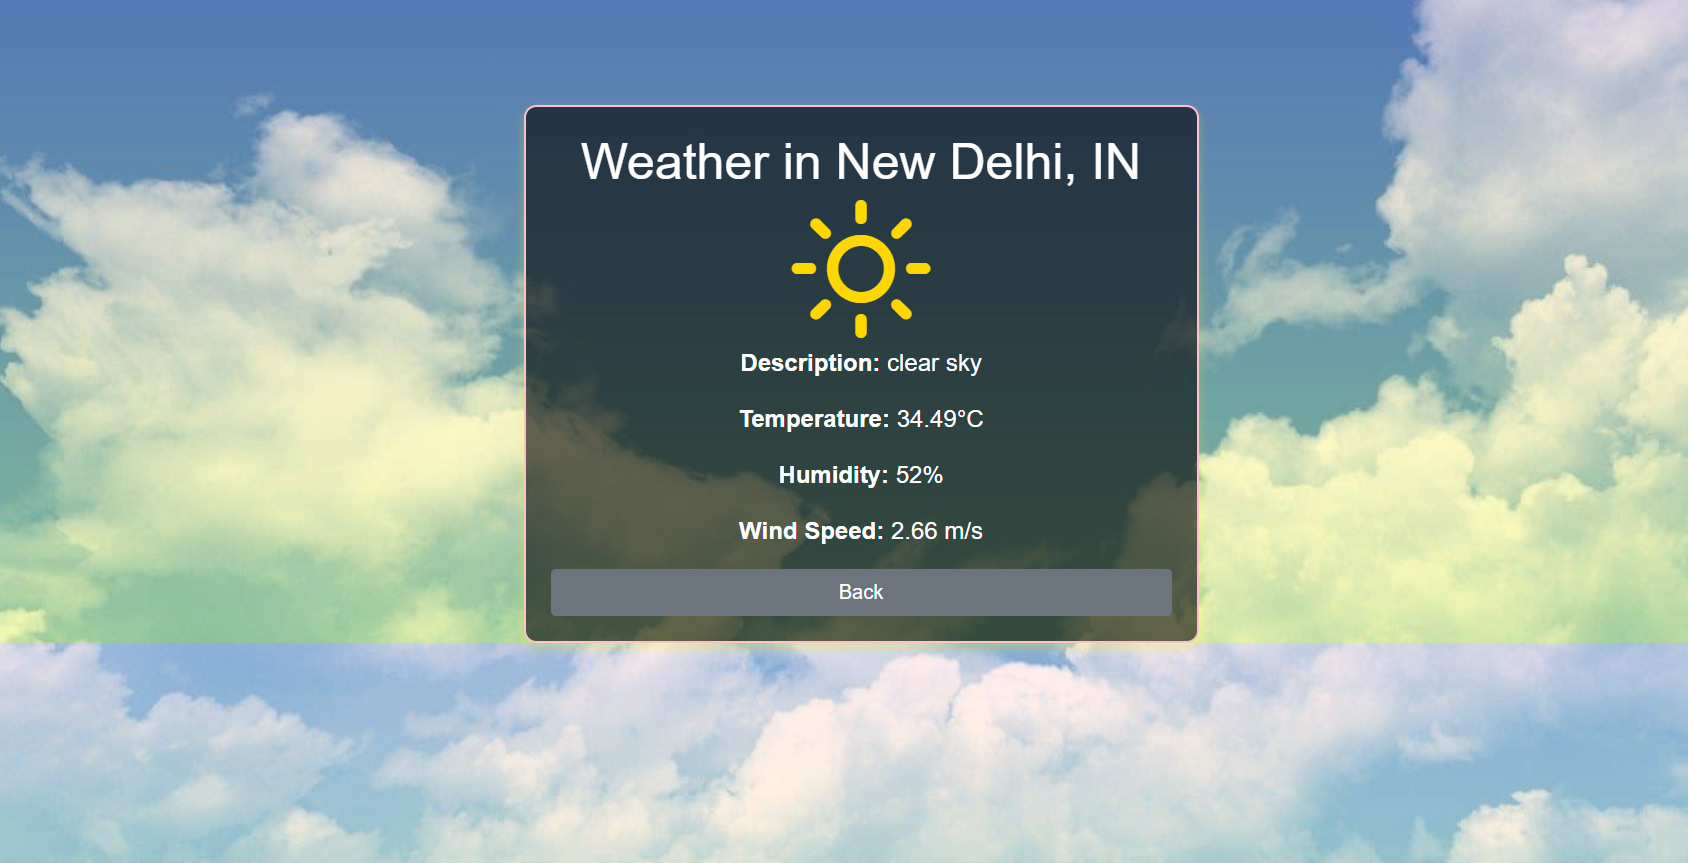 Weather in New Delhi, IN
Description: clear sky
Temperature: 34.49°C
Humidity: 52%
Wind Speed: 2.66 m/s
Back